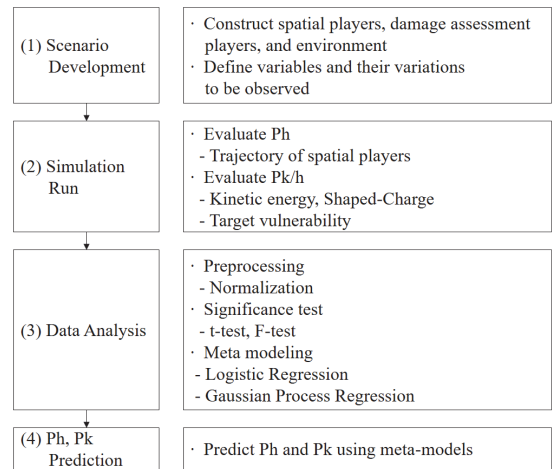 (1) Scenario
Development
· Construct spatial players, damage assessment
players, and environment
· Define variables and their variations
to be observed
(2) Simulation
Run
· Evaluate Ph
- Trajectory of spatial players
· Evaluate Pk/h
- Kinetic energy, Shaped-Charge
- Target vulnerability
(3) Data Analysis
· Preprocessing
- Normalization
· Significance test
- t-test, F-test
· Meta modeling
- Logistic Regression
- Gaussian Process Regression
(4) Ph, Pk
Prediction
· Predict Ph and Pk using meta-models